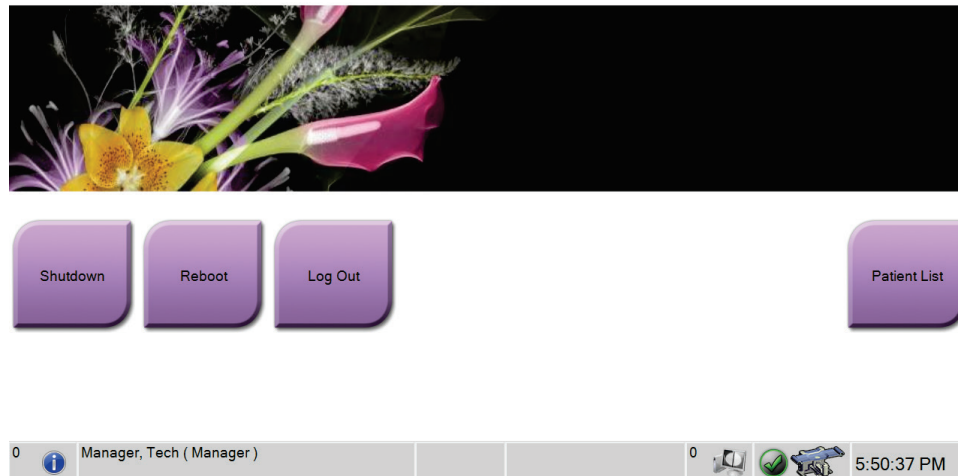 Shutdown
Reboot
Log Out
Patient List
0
Manager, Tech ( Manager )
0
5:50:37 PM